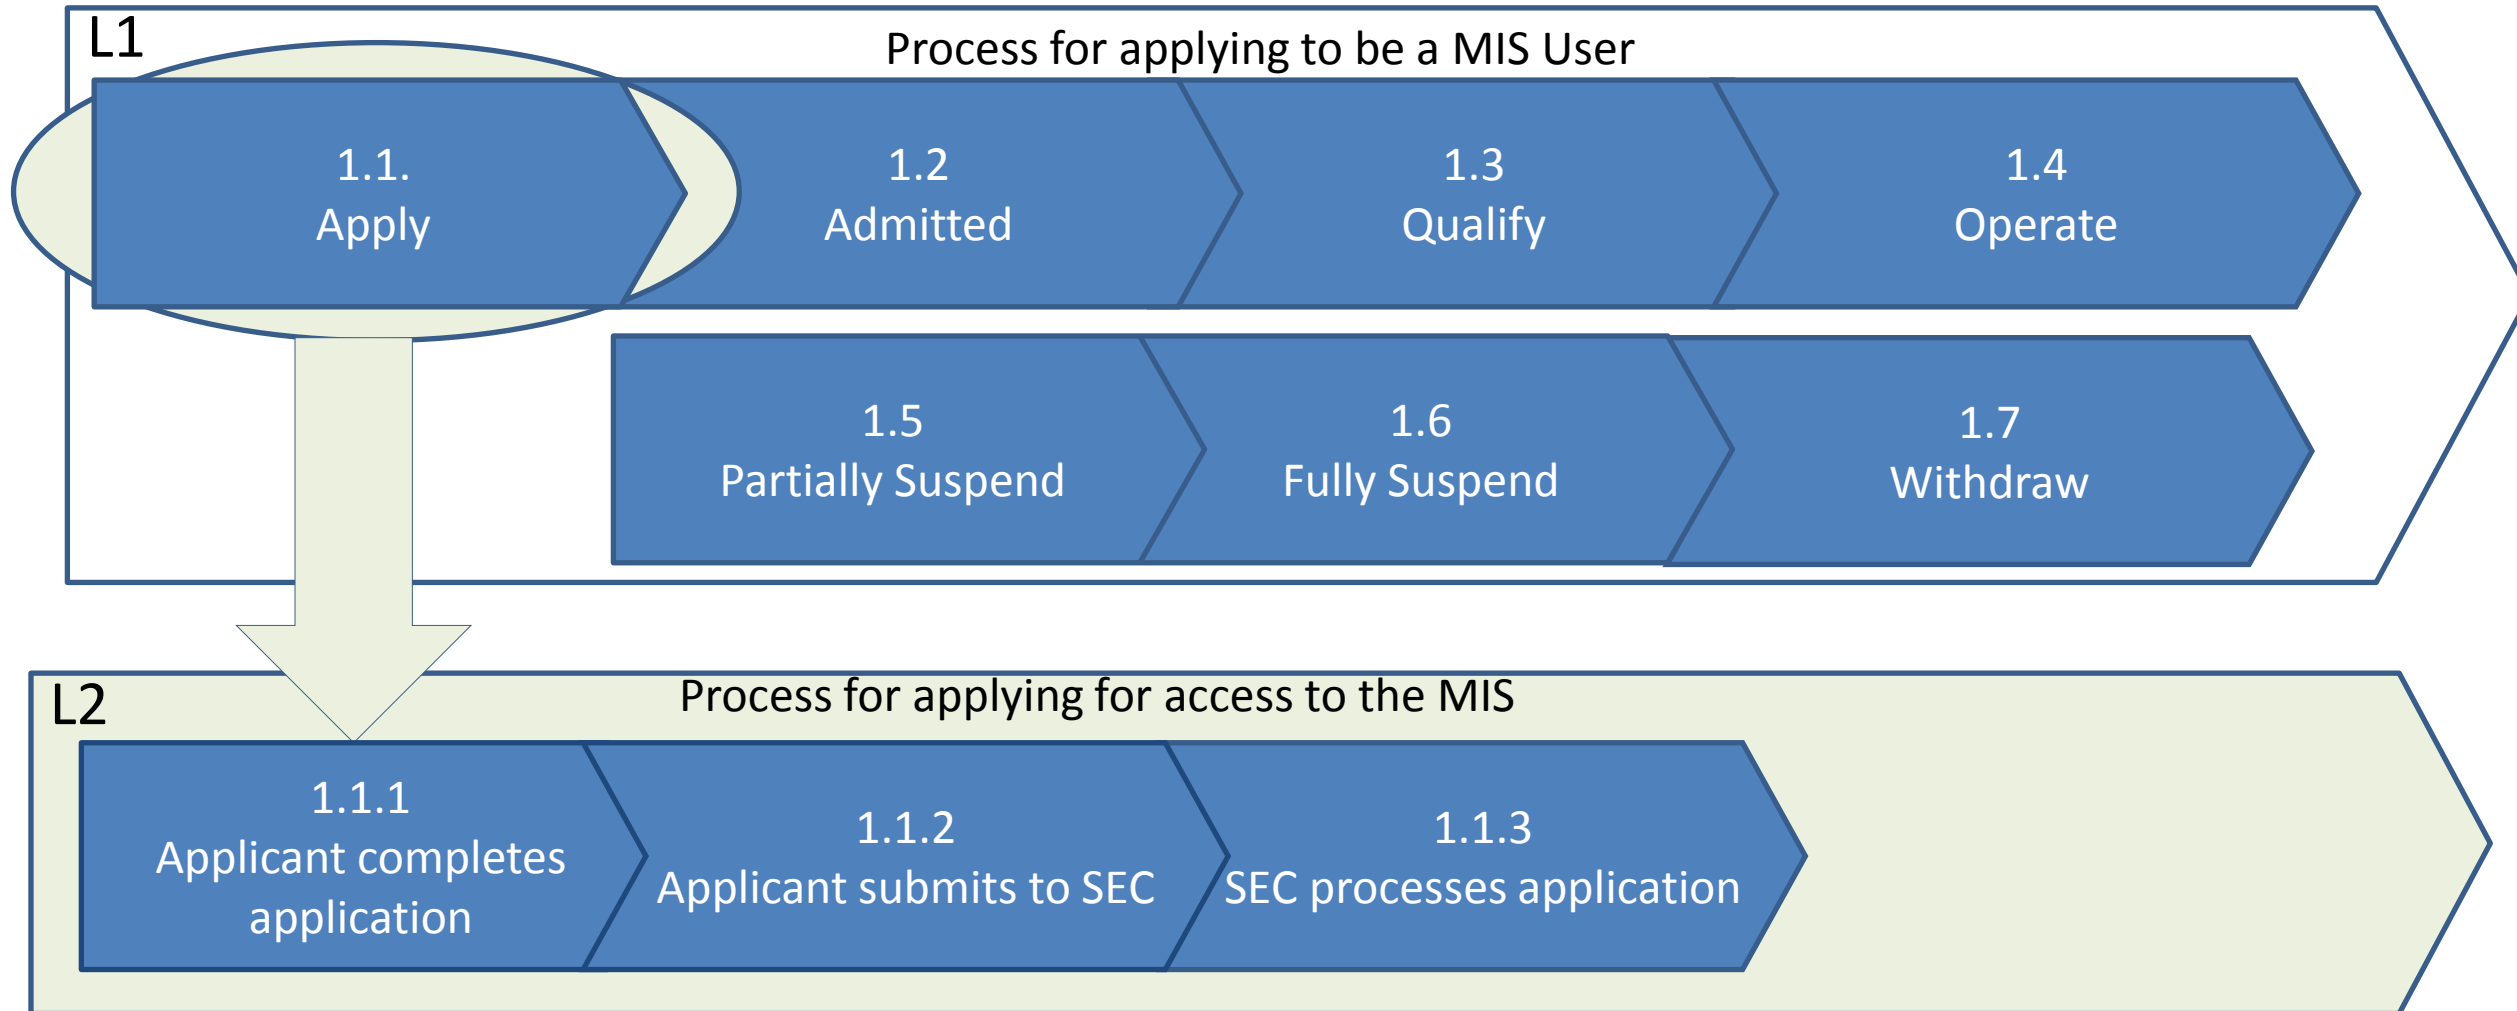 L1
Process for applying to be a MIS User
1.1.
Apply
1.2
Admitted
1.3
Qualify
1.4
Operate
1.5
Partially Suspend
1.6
Fully Suspend
1.7
Withdraw
L2
Process for applying for access to the MIS
1.1.1
Applicant completes
application
1.1.2
Applicant submits to SEC
1.1.3
SEC processes application